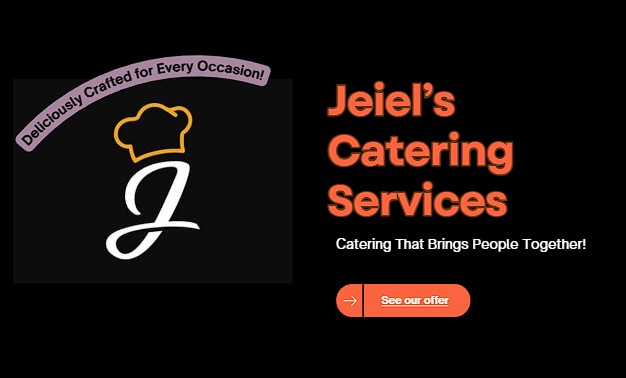 Deliciously Crafted for Every Occasion!
J
Jeiel's
Catering
Services
Catering That Brings People Together!
See our offer